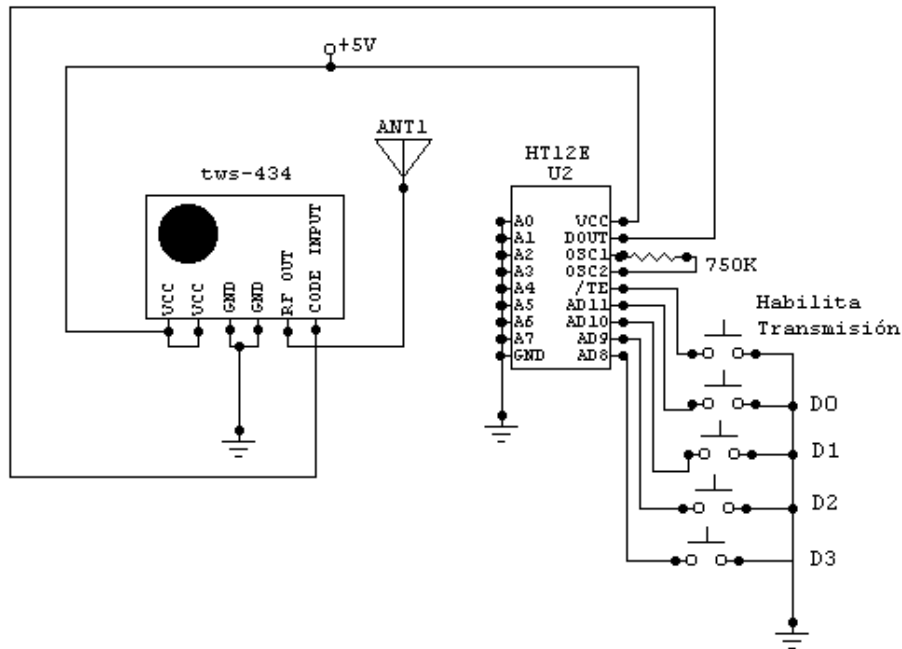 +5V
ANT1
tws-434
VCC
VCC
GND
GND
RF OUT
CODE INPUT
HT12E
U2
A0 VCC
A1 DOUT
A2 OSC1
A3 OSC2
A4 /TE
A5 AD11
A6 AD10
A7 AD9
GND AD8
750K
Habilita
Transmisión
D0
D1
D2
D3